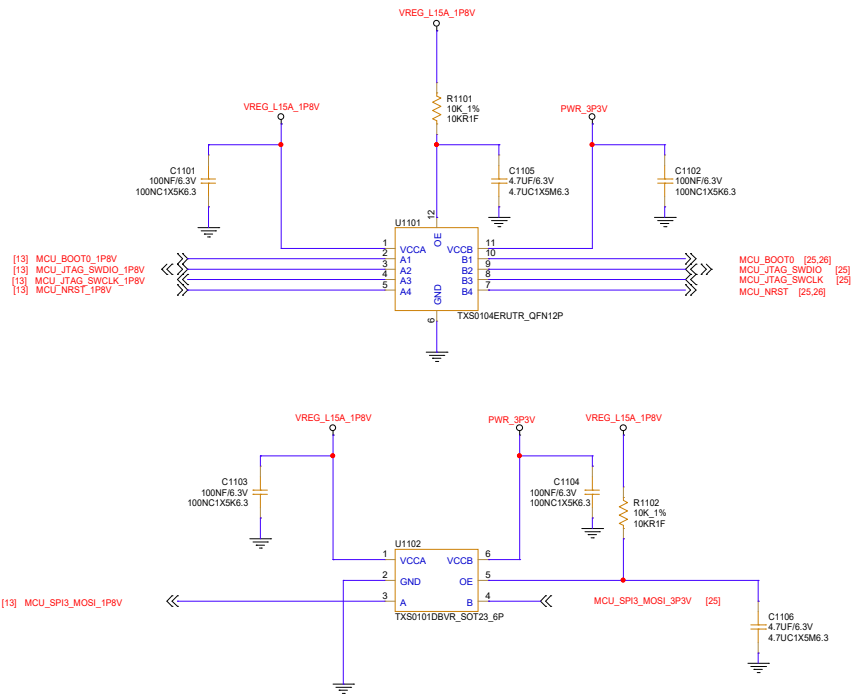 VREG_L15A_1P8V
R1101
10K_1%
10KR1F
VREG_L15A_1P8V
PWR_3P3V
C1101
100NF/6.3V
100NC1X5K6.3
C1105
4.7UF/6.3V
4.7UC1X5M6.3
C1102
100NF/6.3V
100NC1X5K6.3
U1101
12
OE
1 VCCA VCCB 11
[13] MCU_BOOT0_1P8V 2 A1 B1 10 MCU_BOOT0 [25,26]
[13] MCU_JTAG_SWDIO_1P8V 3 A2 B2 9 MCU_JTAG_SWDIO [25]
[13] MCU_JTAG_SWCLK_1P8V 4 A3 B3 8 MCU_JTAG_SWCLK [25]
[13] MCU_NRST_1P8V 5 A4 B4 7 MCU_NRST [25,26]
GND
6
TXS0104ERUTR_QFN12P
VREG_L15A_1P8V
PWR_3P3V
VREG_L15A_1P8V
C1103
100NF/6.3V
100NC1X5K6.3
C1104
100NF/6.3V
100NC1X5K6.3
R1102
10K_1%
10KR1F
U1102
1 VCCA VCCB 6
2 GND OE 5
[13] MCU_SPI3_MOSI_1P8V 3 A B 4 MCU_SPI3_MOSI_3P3V [25]
TXS0101DBVR_SOT23_6P
C1106
4.7UF/6.3V
4.7UC1X5M6.3